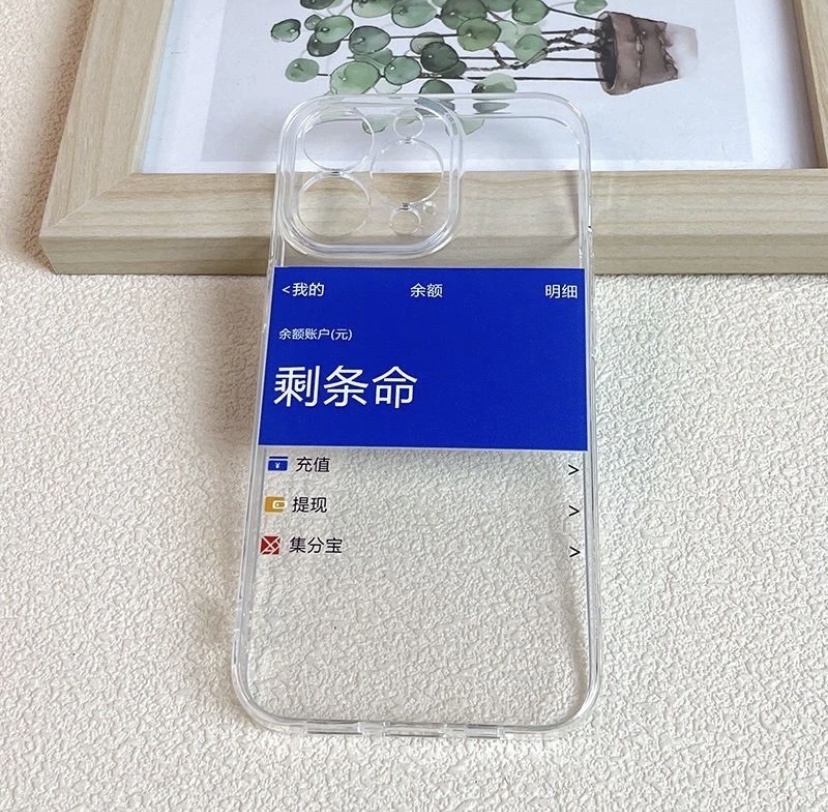 <我的 余额 明细
余额账户(元)
剩条命
充值 >
提现 >
集分宝 >